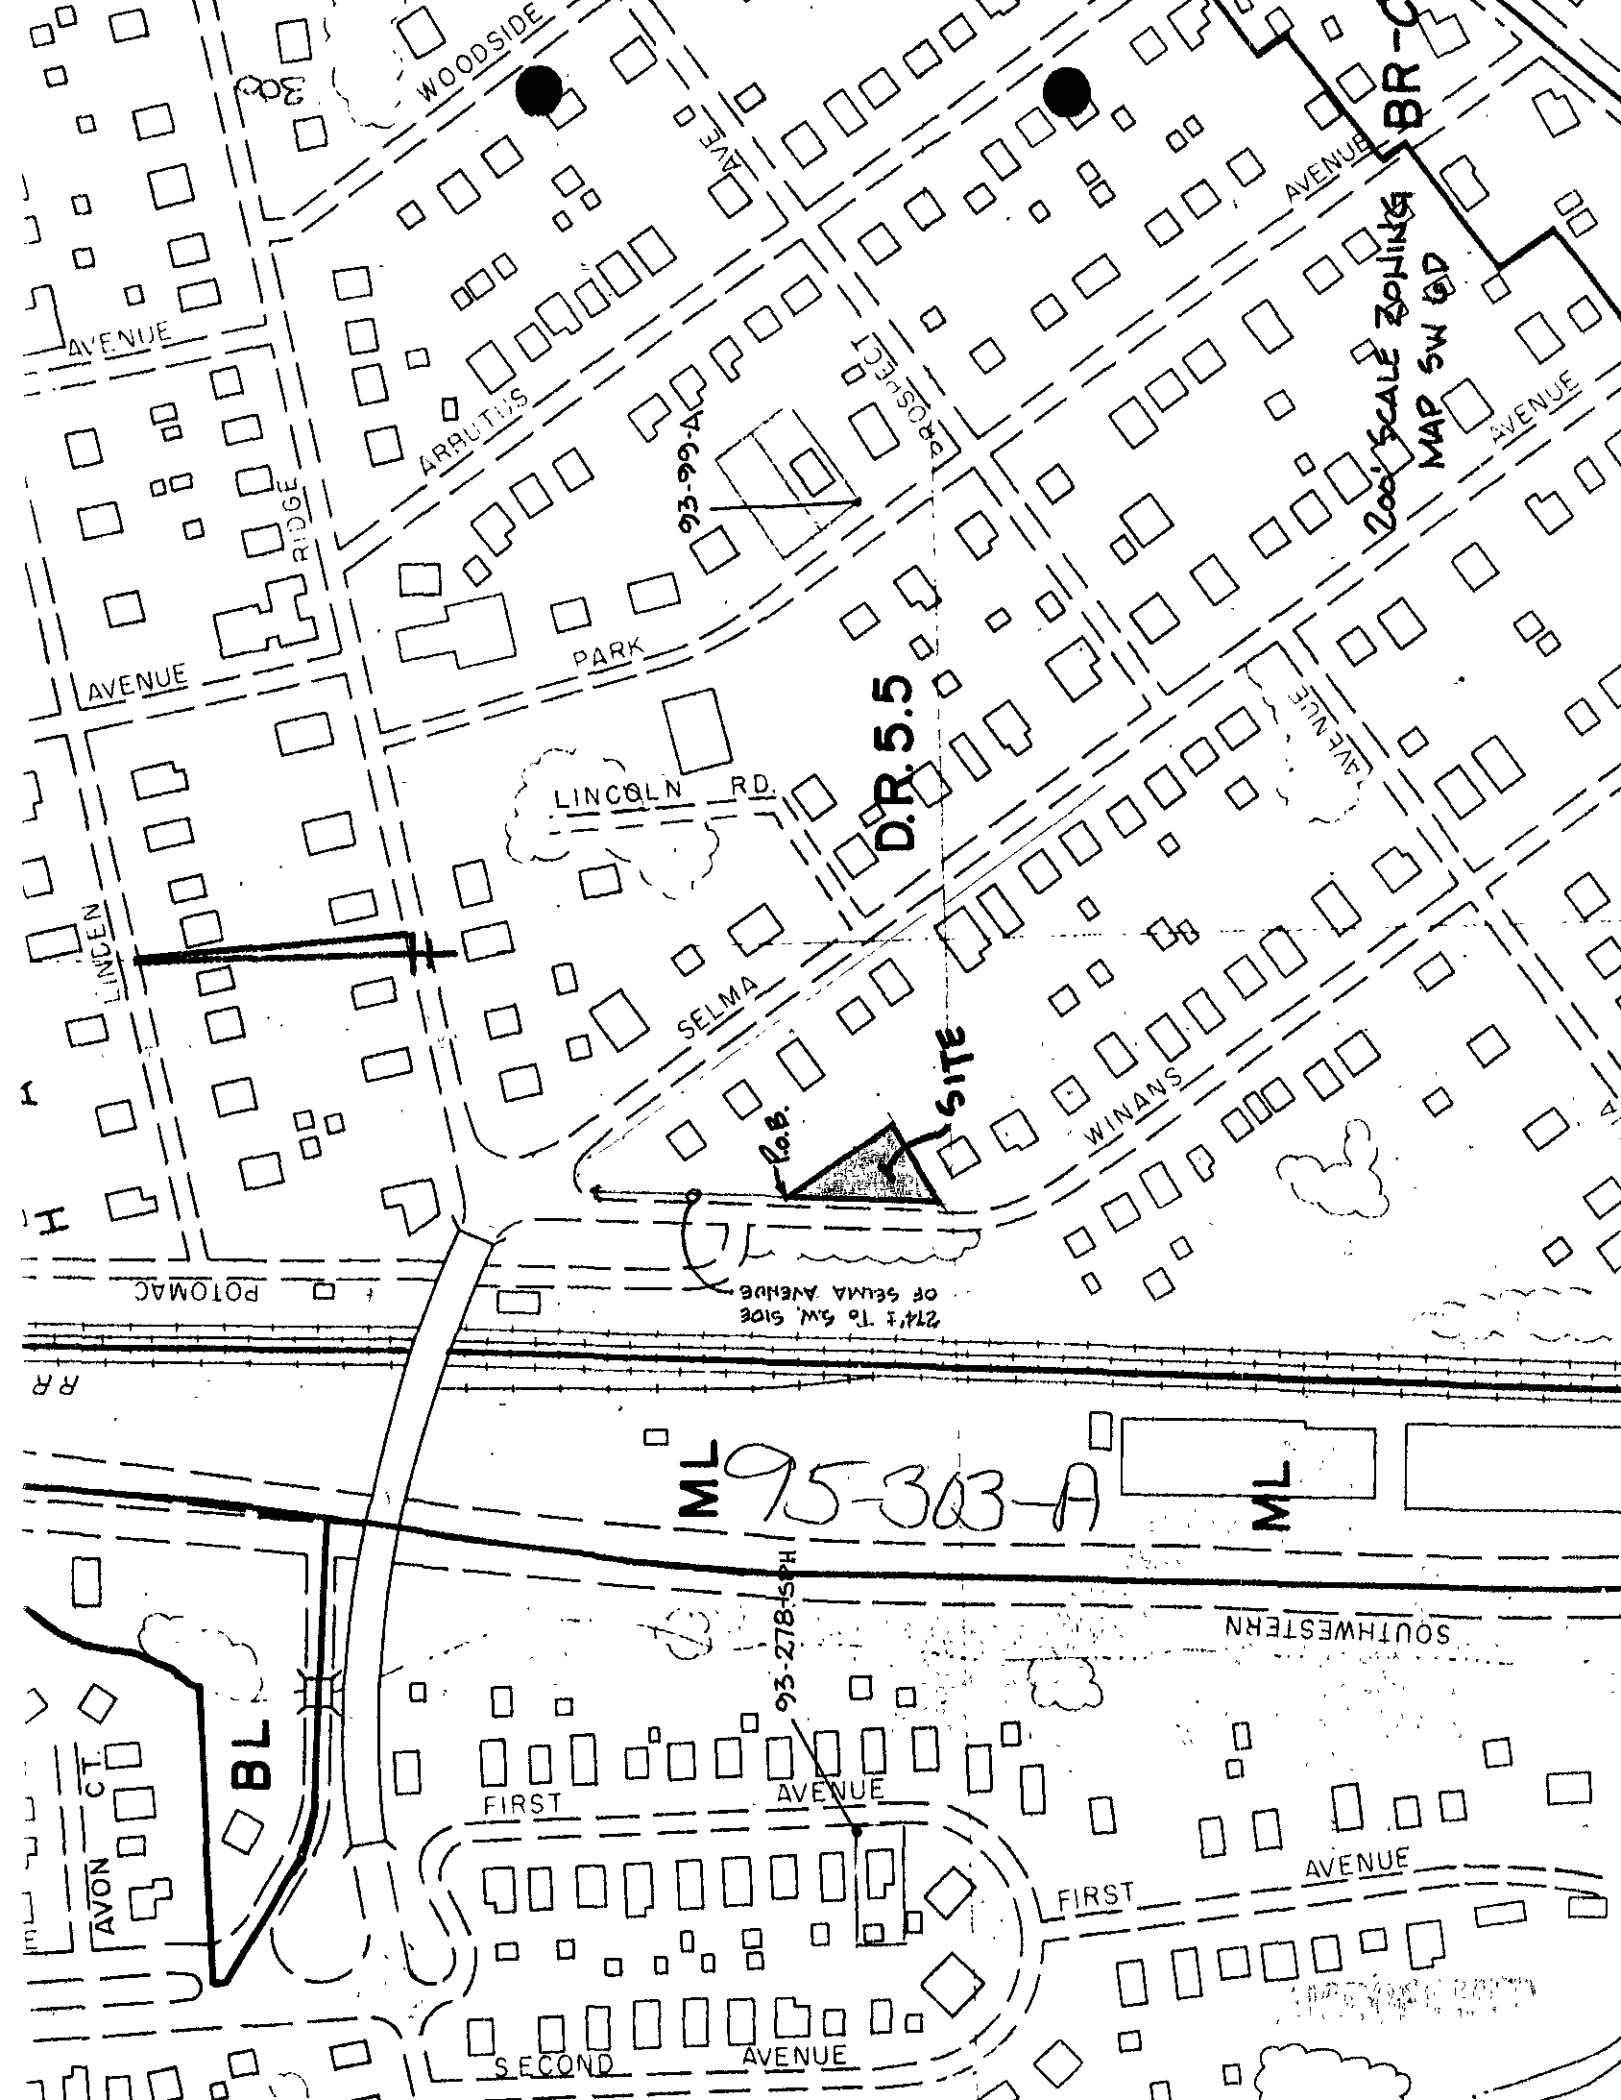 WOODSIDE
300
AVE
AVENUE
BR-C
200' SCALE ZONING
MAP SW 6D
AVENUE
ARBUTUS
PROSPECT
AVENUE
93-99-A
RIDGE
PARK
AVENUE
D.R. 5.5
AVENUE
LINCOLN RD.
LINDEN
SELMA
SITE
P.O.B.
WINANS
H
POTOMAC
274'± TO S.W. SIDE
OF SELMA AVENUE
RR
ML
95-303-A
ML
93-278-SPH
SOUTHWESTERN
BL
AVON CT.
FIRST AVENUE
FIRST AVENUE
SECOND AVENUE